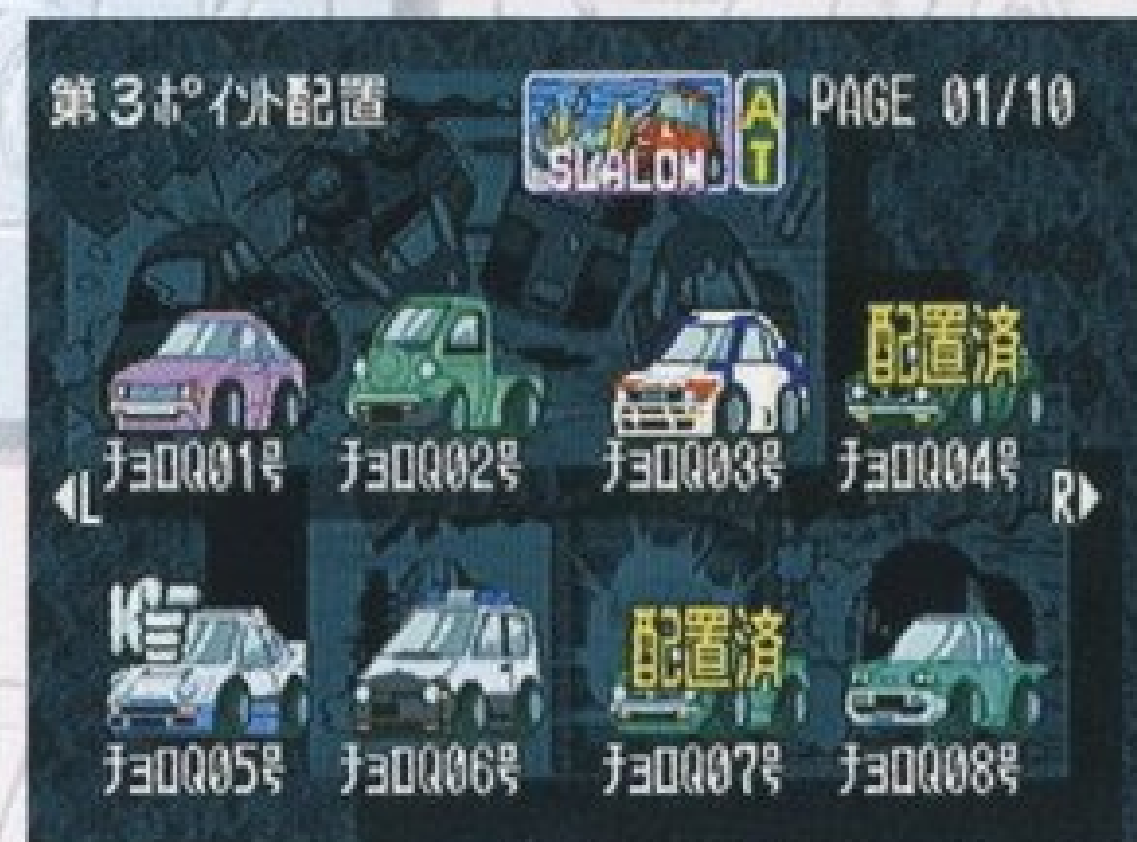 第3ポイント配置
SLALOM
AT
PAGE 01/10
配置済
チョロQ01号
チョロQ02号
チョロQ03号
チョロQ04号
L
R
配置済
チョロQ05号
チョロQ06号
チョロQ07号
チョロQ08号